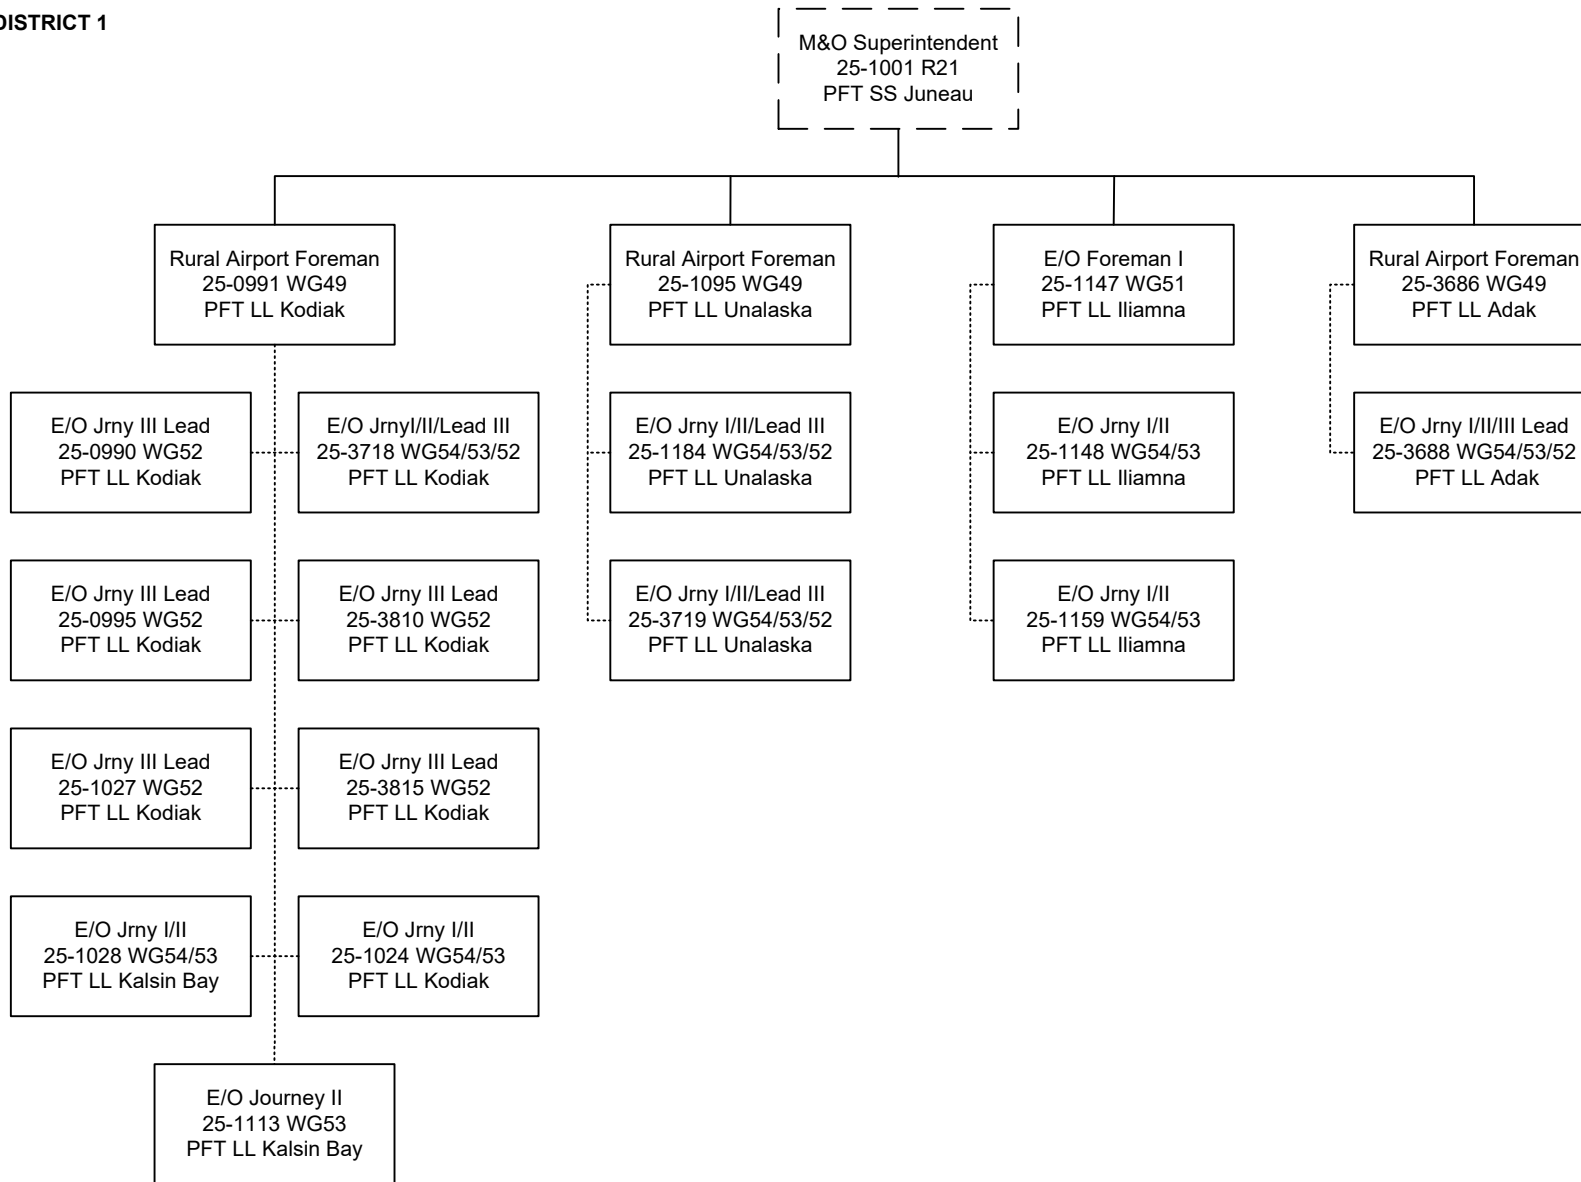 DISTRICT 1
M&O Superintendent
25-1001 R21
PFT SS Juneau
Rural Airport Foreman
25-0991 WG49
PFT LL Kodiak
Rural Airport Foreman
25-1095 WG49
PFT LL Unalaska
E/O Foreman I
25-1147 WG51
PFT LL Iliamna
Rural Airport Foreman
25-3686 WG49
PFT LL Adak
E/O Jrny III Lead
25-0990 WG52
PFT LL Kodiak
E/O JrnyI/II/Lead III
25-3718 WG54/53/52
PFT LL Kodiak
E/O Jrny I/II/Lead III
25-1184 WG54/53/52
PFT LL Unalaska
E/O Jrny I/II
25-1148 WG54/53
PFT LL Iliamna
E/O Jrny I/II/III Lead
25-3688 WG54/53/52
PFT LL Adak
E/O Jrny III Lead
25-0995 WG52
PFT LL Kodiak
E/O Jrny III Lead
25-3810 WG52
PFT LL Kodiak
E/O Jrny I/II/Lead III
25-3719 WG54/53/52
PFT LL Unalaska
E/O Jrny I/II
25-1159 WG54/53
PFT LL Iliamna
E/O Jrny III Lead
25-1027 WG52
PFT LL Kodiak
E/O Jrny III Lead
25-3815 WG52
PFT LL Kodiak
E/O Jrny I/II
25-1028 WG54/53
PFT LL Kalsin Bay
E/O Jrny I/II
25-1024 WG54/53
PFT LL Kodiak
E/O Journey II
25-1113 WG53
PFT LL Kalsin Bay